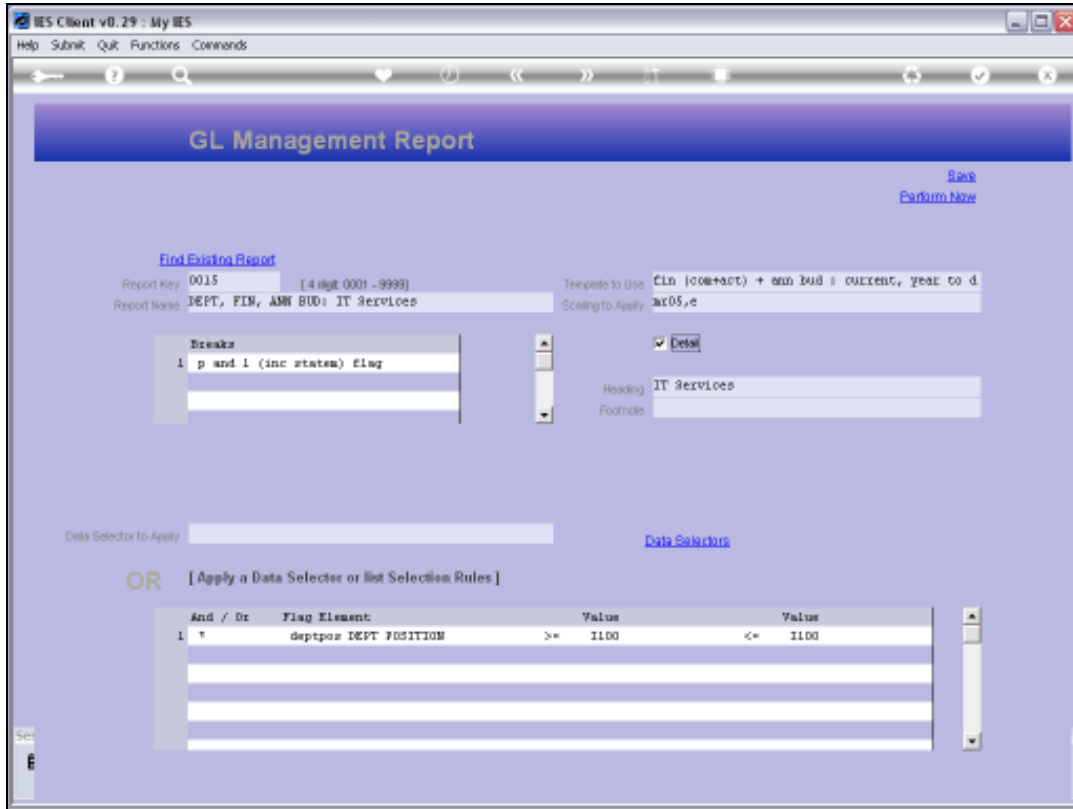 IES Client v8.29 : My IES
Help Submit Quit Functions Commands
GL Management Report
Save
Perform Now
Find Existing Report
Report Key 0015 [ 4 digit: 0001 - 9999]
Template to Use fin (com+act) + ann bud : current, year to d
Report Name DEPT, FIN, ANN BUD: IT Services
Scaling to Apply mr05,e
Breaks
1 p and l (inc statem) flag
Detail
Heading IT Services
Footnote
Data Selector to Apply
Data Selectors
OR [ Apply a Data Selector or list Selection Rules ]
And / Or Flag Element Value Value
1 deptpos DEPT POSITION >= I100 <= I100